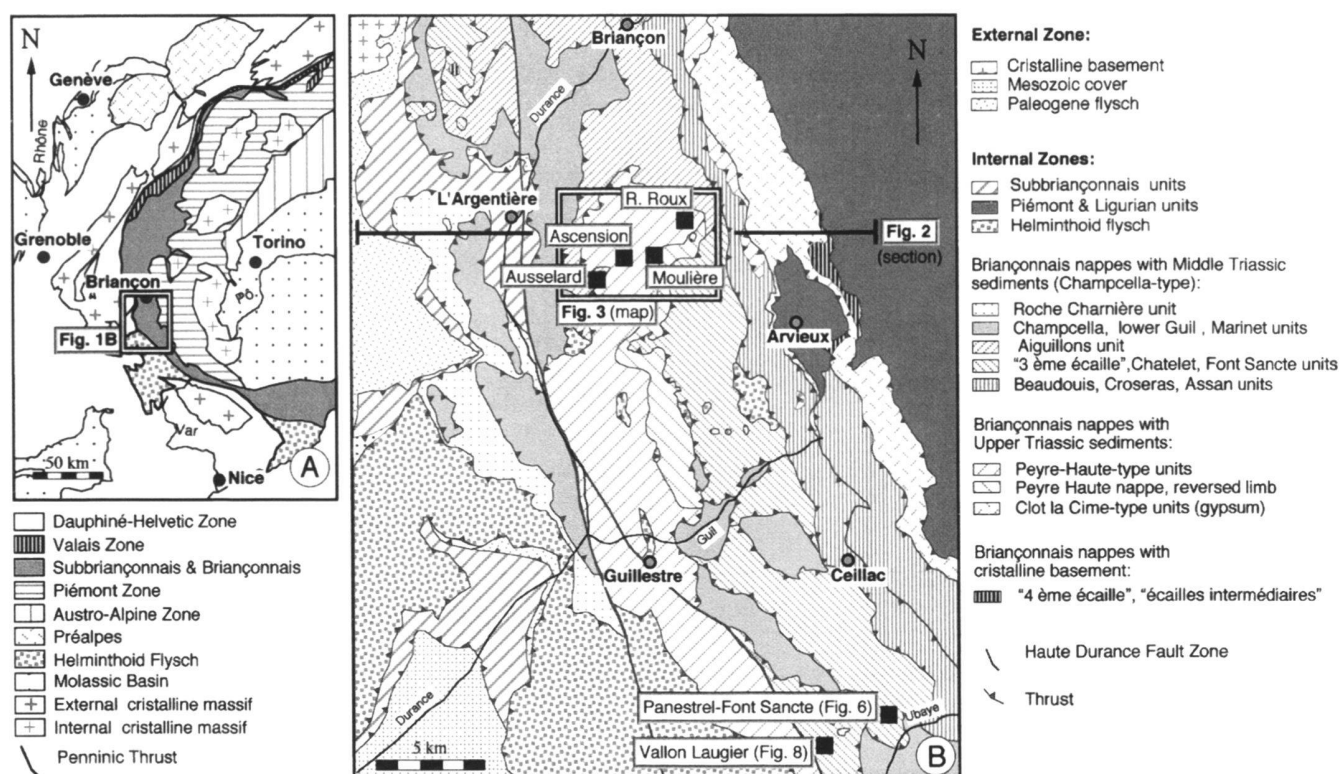 N
Genève
Rhône
Grenoble
Torino
Pô
Briançon
Fig. 1B
Var
50 km
Nice
A
Dauphiné-Helvetic Zone
Valais Zone
Subbriançonnais & Briançonnais
Piémont Zone
Austro-Alpine Zone
Préalpes
Helminthoid Flysch
Molassic Basin
External cristalline massif
Internal cristalline massif
Penninic Thrust
Briançon
N
Durance
L'Argentière
R. Roux
Ascension
Fig. 2
(section)
Ausselard
Moulière
Fig. 3 (map)
Arvieux
Guil
Guillestre
Ceillac
Durance
Panestrel-Font Sancte (Fig. 6)
Ubaye
Vallon Laugier (Fig. 8)
5 km
B
External Zone:
Cristalline basement
Mesozoic cover
Paleogene flysch
Internal Zones:
Subbriançonnais units
Piémont & Ligurian units
Helminthoid flysch
Briançonnais nappes with Middle Triassic
sediments (Champcella-type):
Roche Charnière unit
Champcella, lower Guil , Marinet units
Aiguillons unit
"3 ème écaille",Chatelet, Font Sancte units
Beaudouis, Croseras, Assan units
Briançonnais nappes with
Upper Triassic sediments:
Peyre-Haute-type units
Peyre Haute nappe, reversed limb
Clot la Cime-type units (gypsum)
Briançonnais nappes with
cristalline basement:
"4 ème écaille", "écailles intermédiaires"
Haute Durance Fault Zone
Thrust